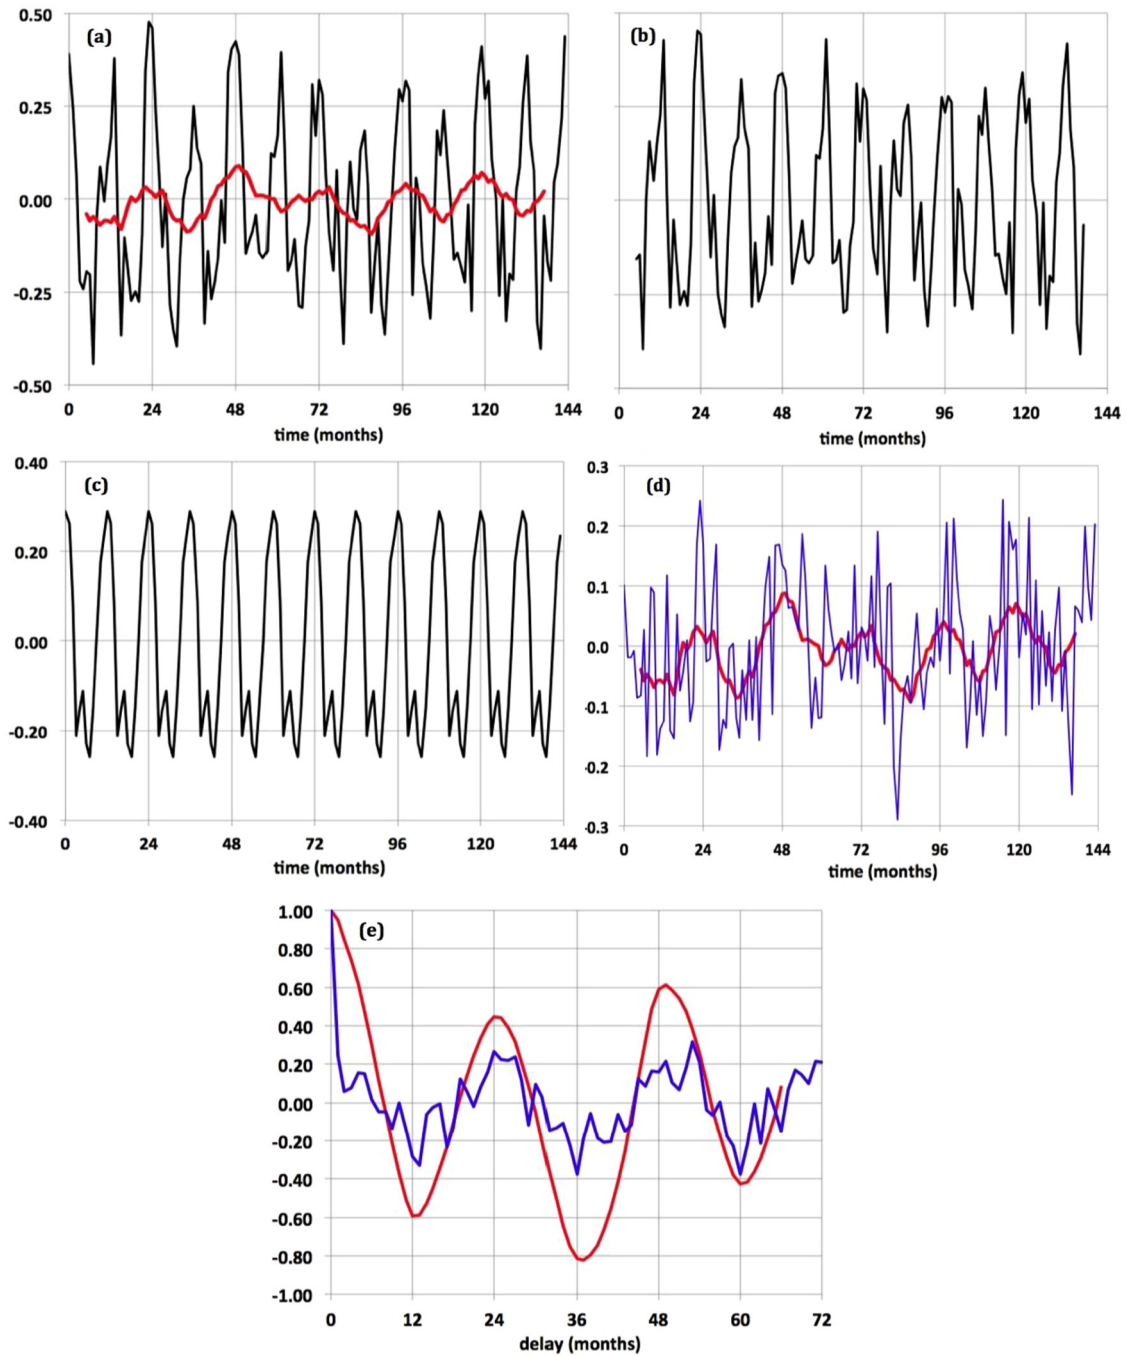 (a)
0.50
0.25
0.00
-0.25
-0.50
0 24 48 72 96 120 144
time (months)
(b)
0 24 48 72 96 120 144
time (months)
(c)
0.40
0.20
0.00
-0.20
-0.40
0 24 48 72 96 120 144
time (months)
(d)
0.3
0.2
0.1
0.0
-0.1
-0.2
-0.3
0 24 48 72 96 120 144
time (months)
(e)
1.00
0.80
0.60
0.40
0.20
0.00
-0.20
-0.40
-0.60
-0.80
-1.00
0 12 24 36 48 60 72
delay (months)